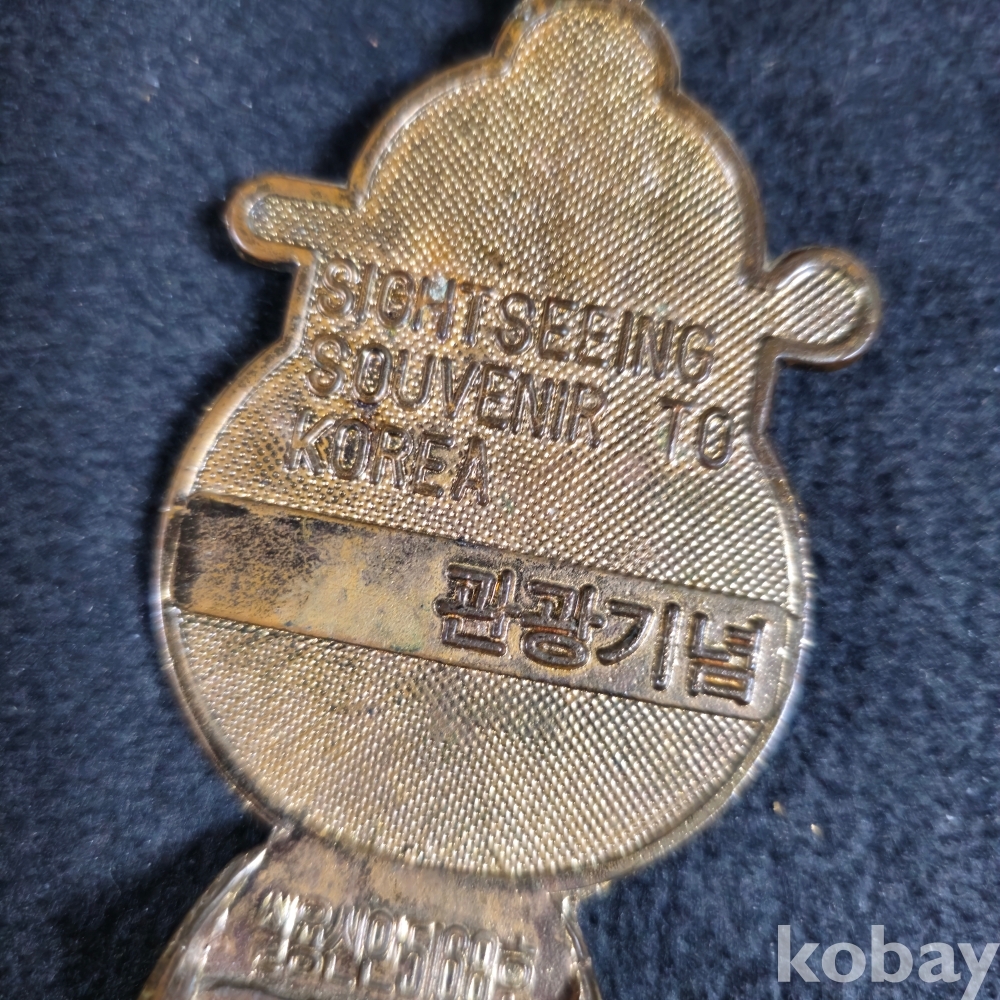 SIGHTSEEING
SOUVENIR TO
KOREA
관광기념
kobay